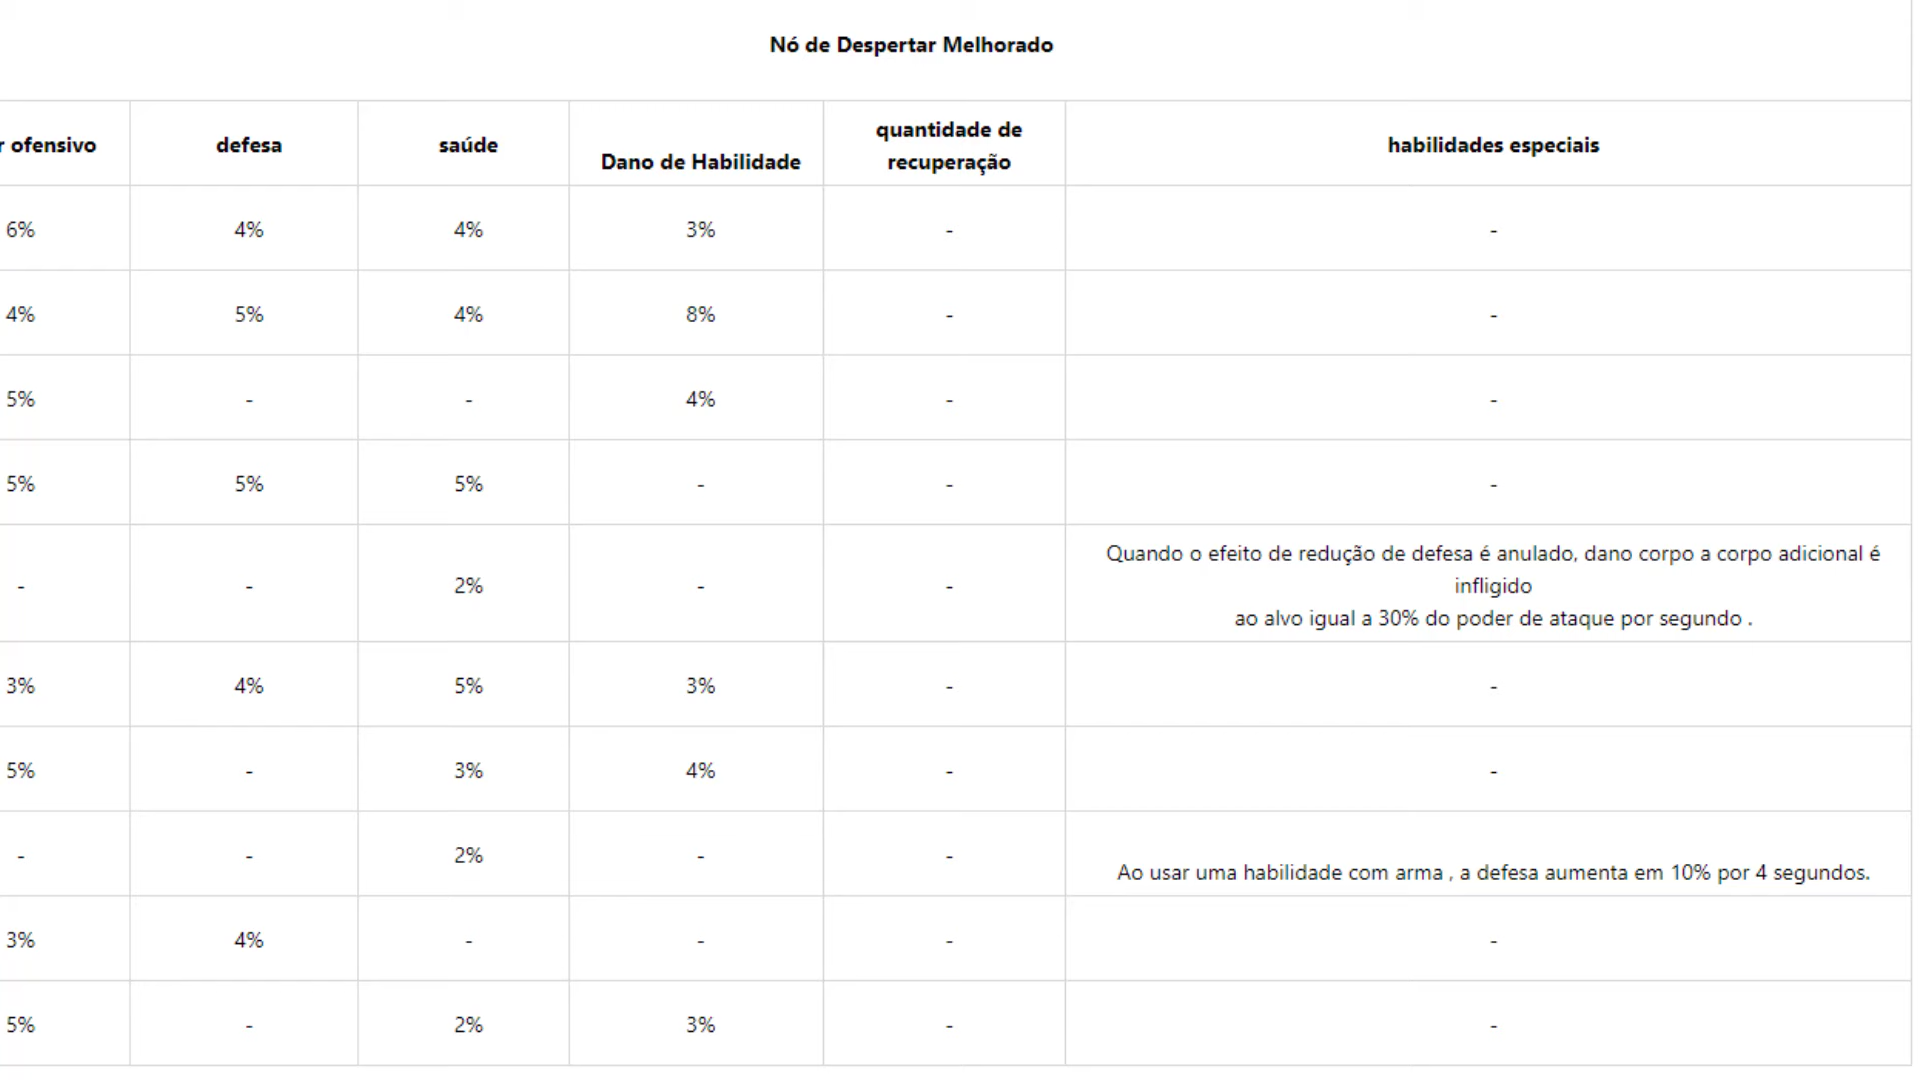 Nó de Despertar Melhorado
r ofensivo defesa saúde Dano de Habilidade quantidade de recuperação habilidades especiais
6% 4% 4% 3% - -
4% 5% 4% 8% - -
5% - - 4% - -
5% 5% 5% - - -
- - 2% - - Quando o efeito de redução de defesa é anulado, dano corpo a corpo adicional é
infligido
ao alvo igual a 30% do poder de ataque por segundo .
3% 4% 5% 3% - -
5% - 3% 4% - -
- - 2% - - Ao usar uma habilidade com arma , a defesa aumenta em 10% por 4 segundos.
3% 4% - - - -
5% - 2% 3% - -